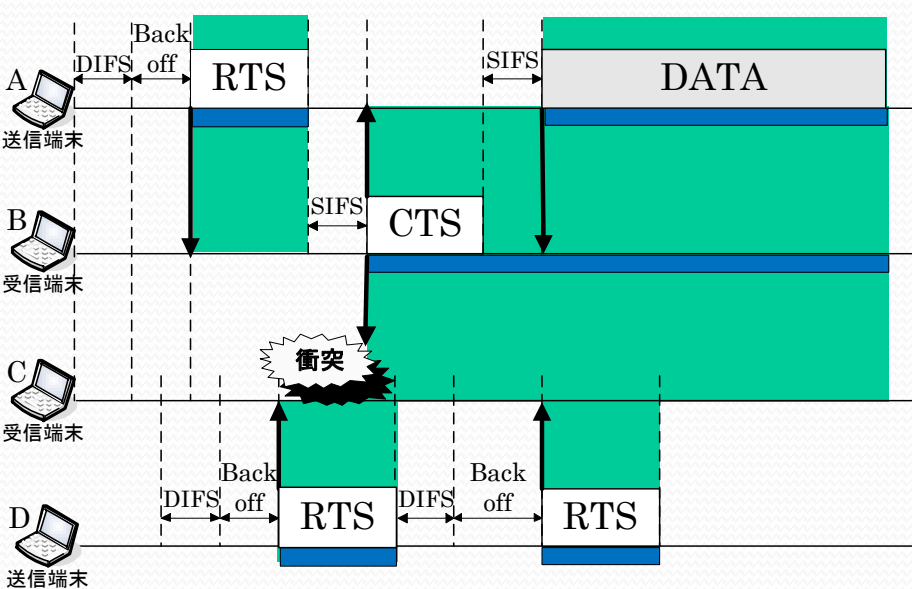 Back
off
DIFS
RTS
SIFS
DATA
A
送信端末
SIFS
CTS
B
受信端末
衝突
C
受信端末
DIFS
Back
off
RTS
DIFS
Back
off
RTS
D
送信端末